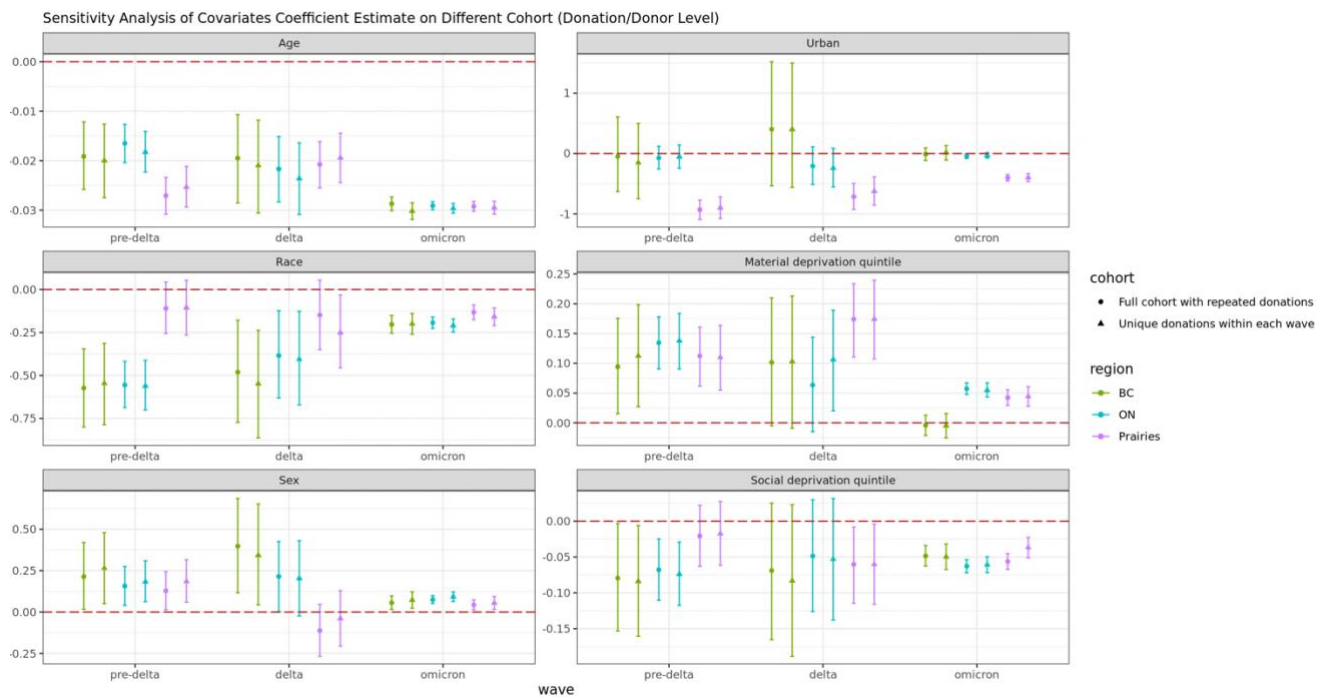 Sensitivity Analysis of Covariates Coefficient Estimate on Different Cohort (Donation/Donor Level)
Age
0.00
-0.01
-0.02
-0.03
pre-delta delta omicron
Urban
1
0
-1
pre-delta delta omicron
Race
0.00
-0.25
-0.50
-0.75
pre-delta delta omicron
Material deprivation quintile
0.25
0.20
0.15
0.10
0.05
0.00
pre-delta delta omicron
Sex
0.50
0.25
0.00
-0.25
pre-delta delta omicron
Social deprivation quintile
0.00
-0.05
-0.10
-0.15
pre-delta delta omicron
wave
cohort
Full cohort with repeated donations
Unique donations within each wave
region
BC
ON
Prairies